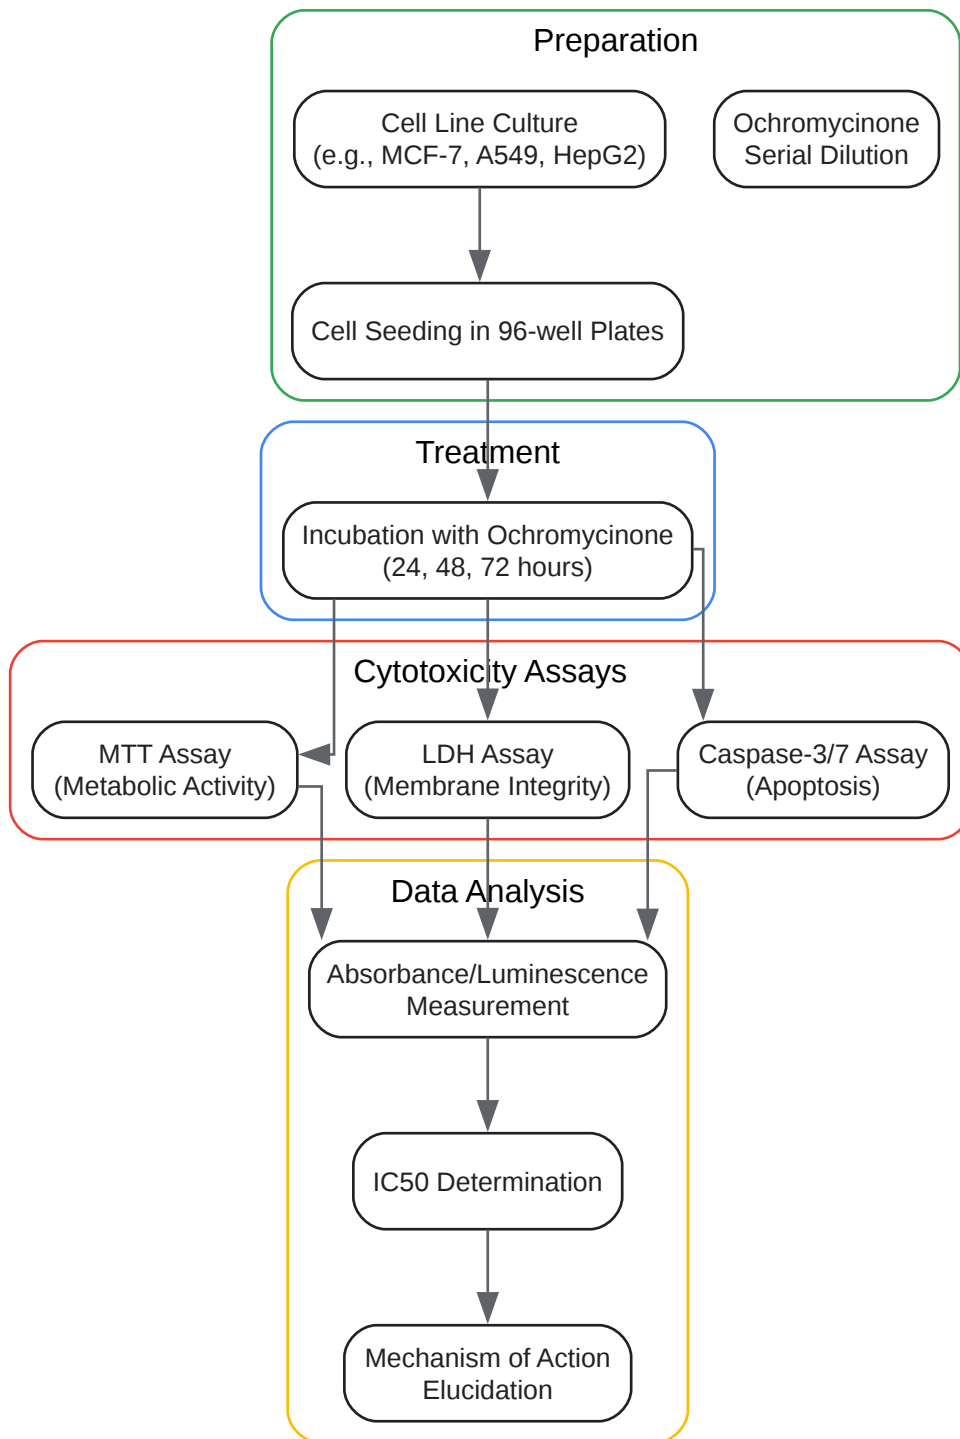 Preparation
Cell Line Culture
(e.g., MCF-7, A549, HepG2)
Ochromycinone
Serial Dilution
Cell Seeding in 96-well Plates
Treatment
Incubation with Ochromycinone
(24, 48, 72 hours)
Cytotoxicity Assays
MTT Assay
(Metabolic Activity)
LDH Assay
(Membrane Integrity)
Caspase-3/7 Assay
(Apoptosis)
Data Analysis
Absorbance/Luminescence
Measurement
IC50 Determination
Mechanism of Action
Elucidation